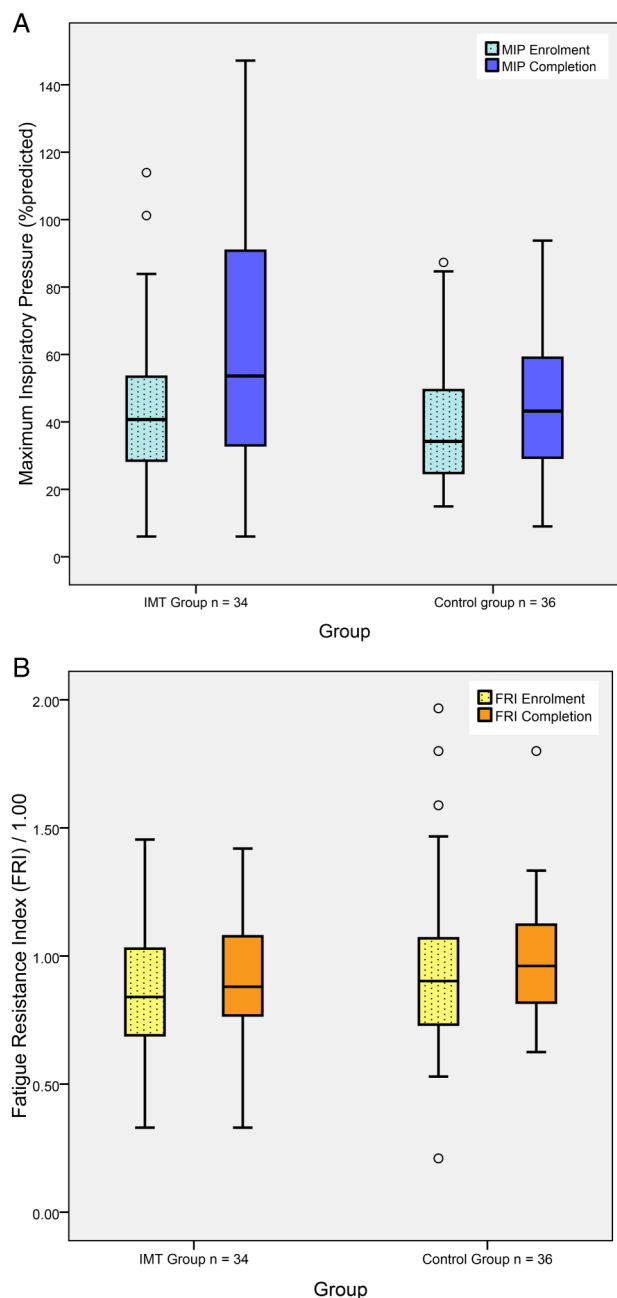 A
MIP Enrolment
MIP Completion
Maximum Inspiratory Pressure (%predicted)
140
120
100
80
60
40
20
0
IMT Group n = 34
Control group n = 36
Group
B
FRI Enrolment
FRI Completion
Fatigue Resistance Index (FRI) / 1.00
2.00
1.50
1.00
0.50
0.00
IMT Group n = 34
Control Group n = 36
Group